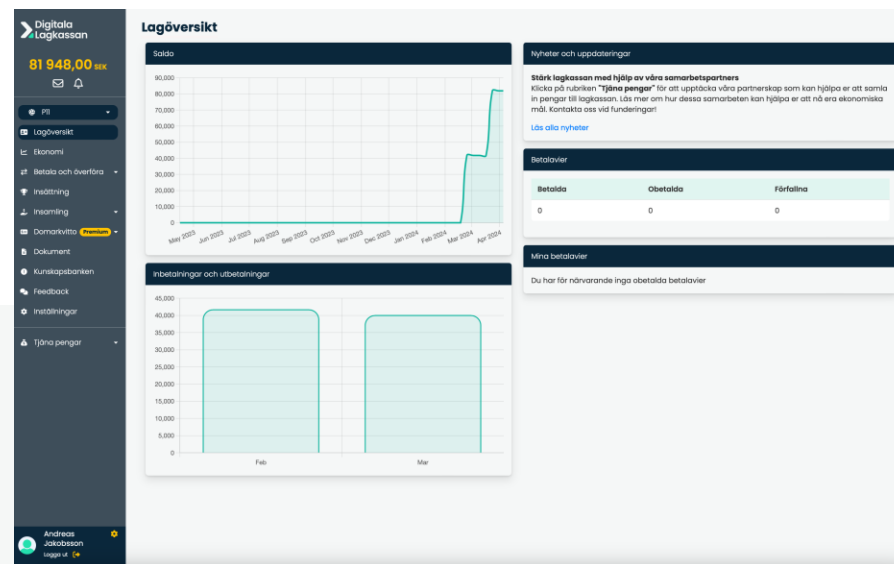 Digitala
Lagkassan
81 948,00 SEK
P11
Lagöversikt
Ekonomi
Betala och överföra
Insättning
Insamling
Domarkvitto Premium
Dokument
Kunskapsbanken
Feedback
Inställningar
Tjäna pengar
Andreas
Jakobsson
Logga ut
Lagöversikt
Saldo
90,000
80,000
70,000
60,000
50,000
40,000
30,000
20,000
10,000
0
May 2023 Jun 2023 Jul 2023 Aug 2023 Sep 2023 Oct 2023 Nov 2023 Dec 2023 Jan 2024 Feb 2024 Mar 2024 Apr 2024
Inbetalningar och utbetalningar
45,000
40,000
35,000
30,000
25,000
20,000
15,000
10,000
5,000
0
Feb Mar
Nyheter och uppdateringar
Stärk lagkassan med hjälp av våra samarbetspartners
Klicka på rubriken "Tjäna pengar" för att upptäcka våra partnerskap som kan hjälpa er att samla
in pengar till lagkassan. Läs mer om hur dessa samarbeten kan hjälpa er att nå era ekonomiska
mål. Kontakta oss vid funderingar!
Läs alla nyheter
Betalavier
Betalda Obetalda Förfallna
0 0 0
Mina betalavier
Du har för närvarande inga obetalda betalavier